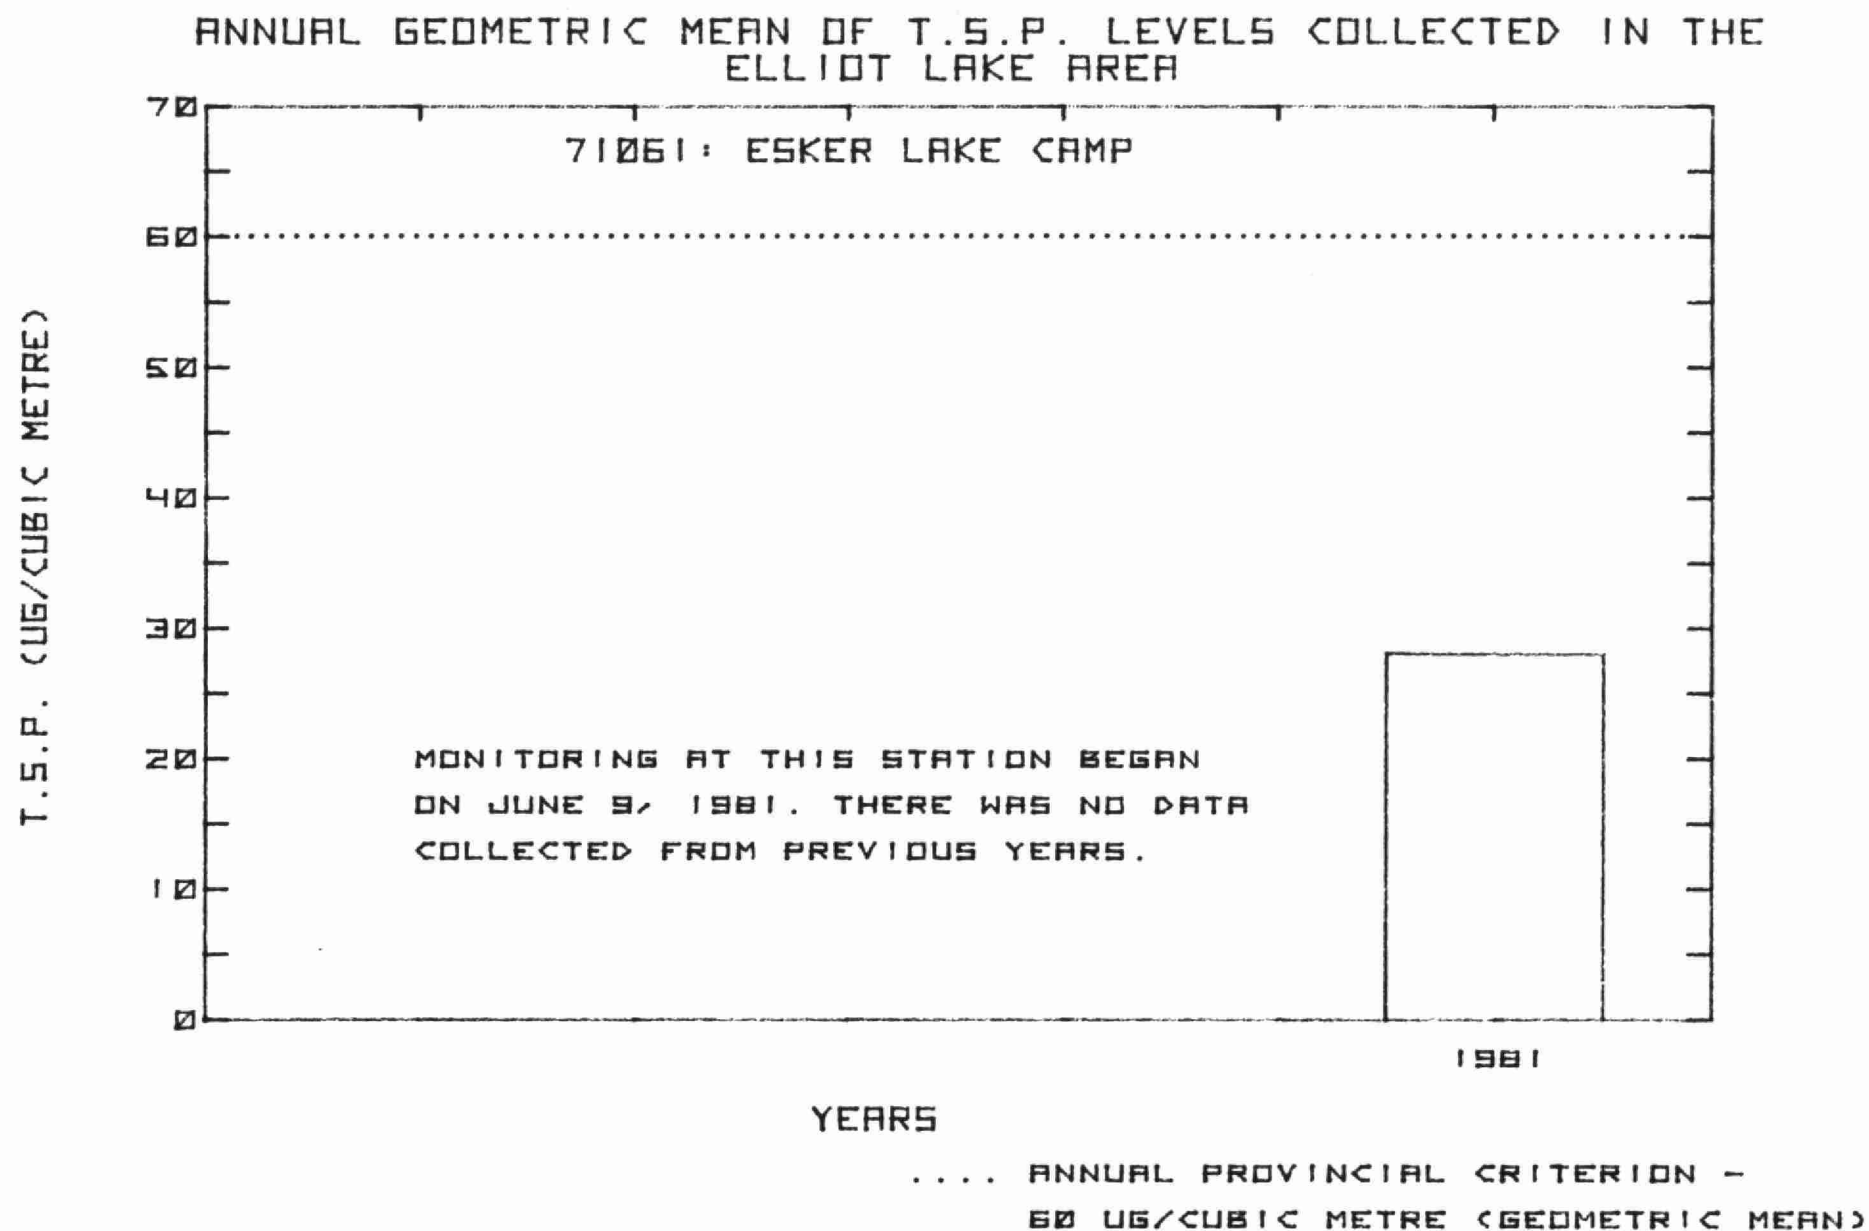 ANNUAL GEOMETRIC MEAN OF T.S.P. LEVELS COLLECTED IN THE
ELLIOT LAKE AREA
71061: ESKER LAKE CAMP
70
60
50
40
30
20
10
0
T.S.P. (UG/CUBIC METRE)
MONITORING AT THIS STATION BEGAN
ON JUNE 9, 1981. THERE WAS NO DATA
COLLECTED FROM PREVIOUS YEARS.
1981
YEARS
.... ANNUAL PROVINCIAL CRITERION -
60 UG/CUBIC METRE (GEOMETRIC MEAN)